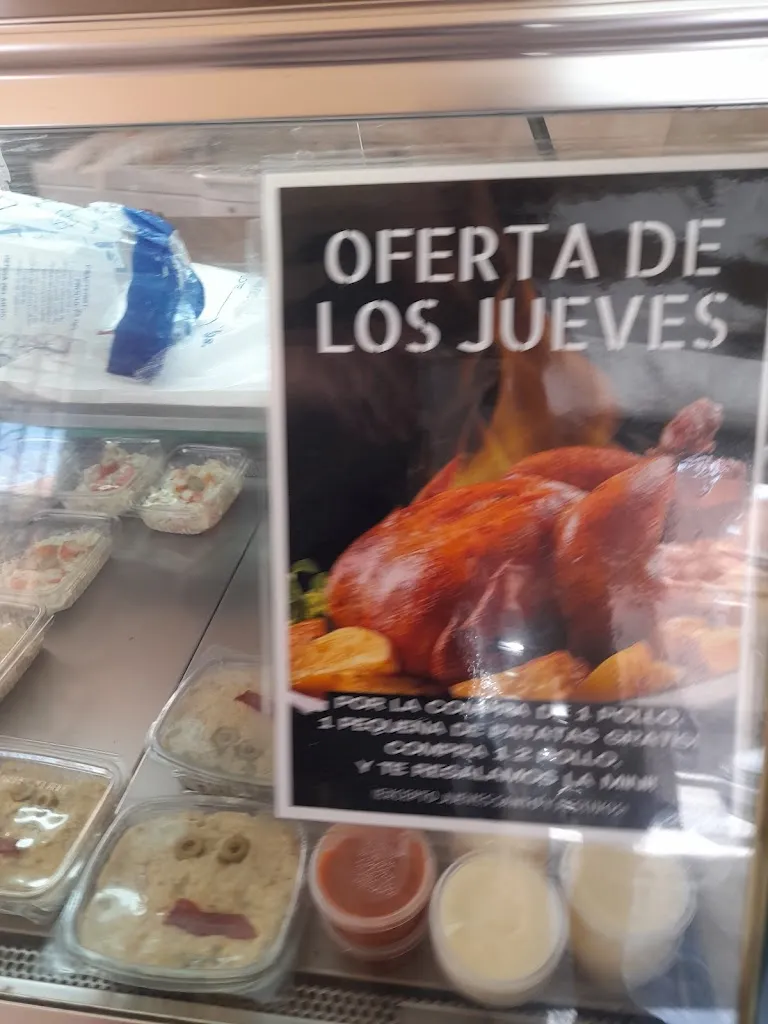 OFERTA DE
LOS JUEVES
POR LA COMPRA DE 1 POLLO,
1 PEQUEÑA DE PATATAS GRATIS!
COMPRA 1/2 POLLO,
Y TE REGALAMOS LA MINI!